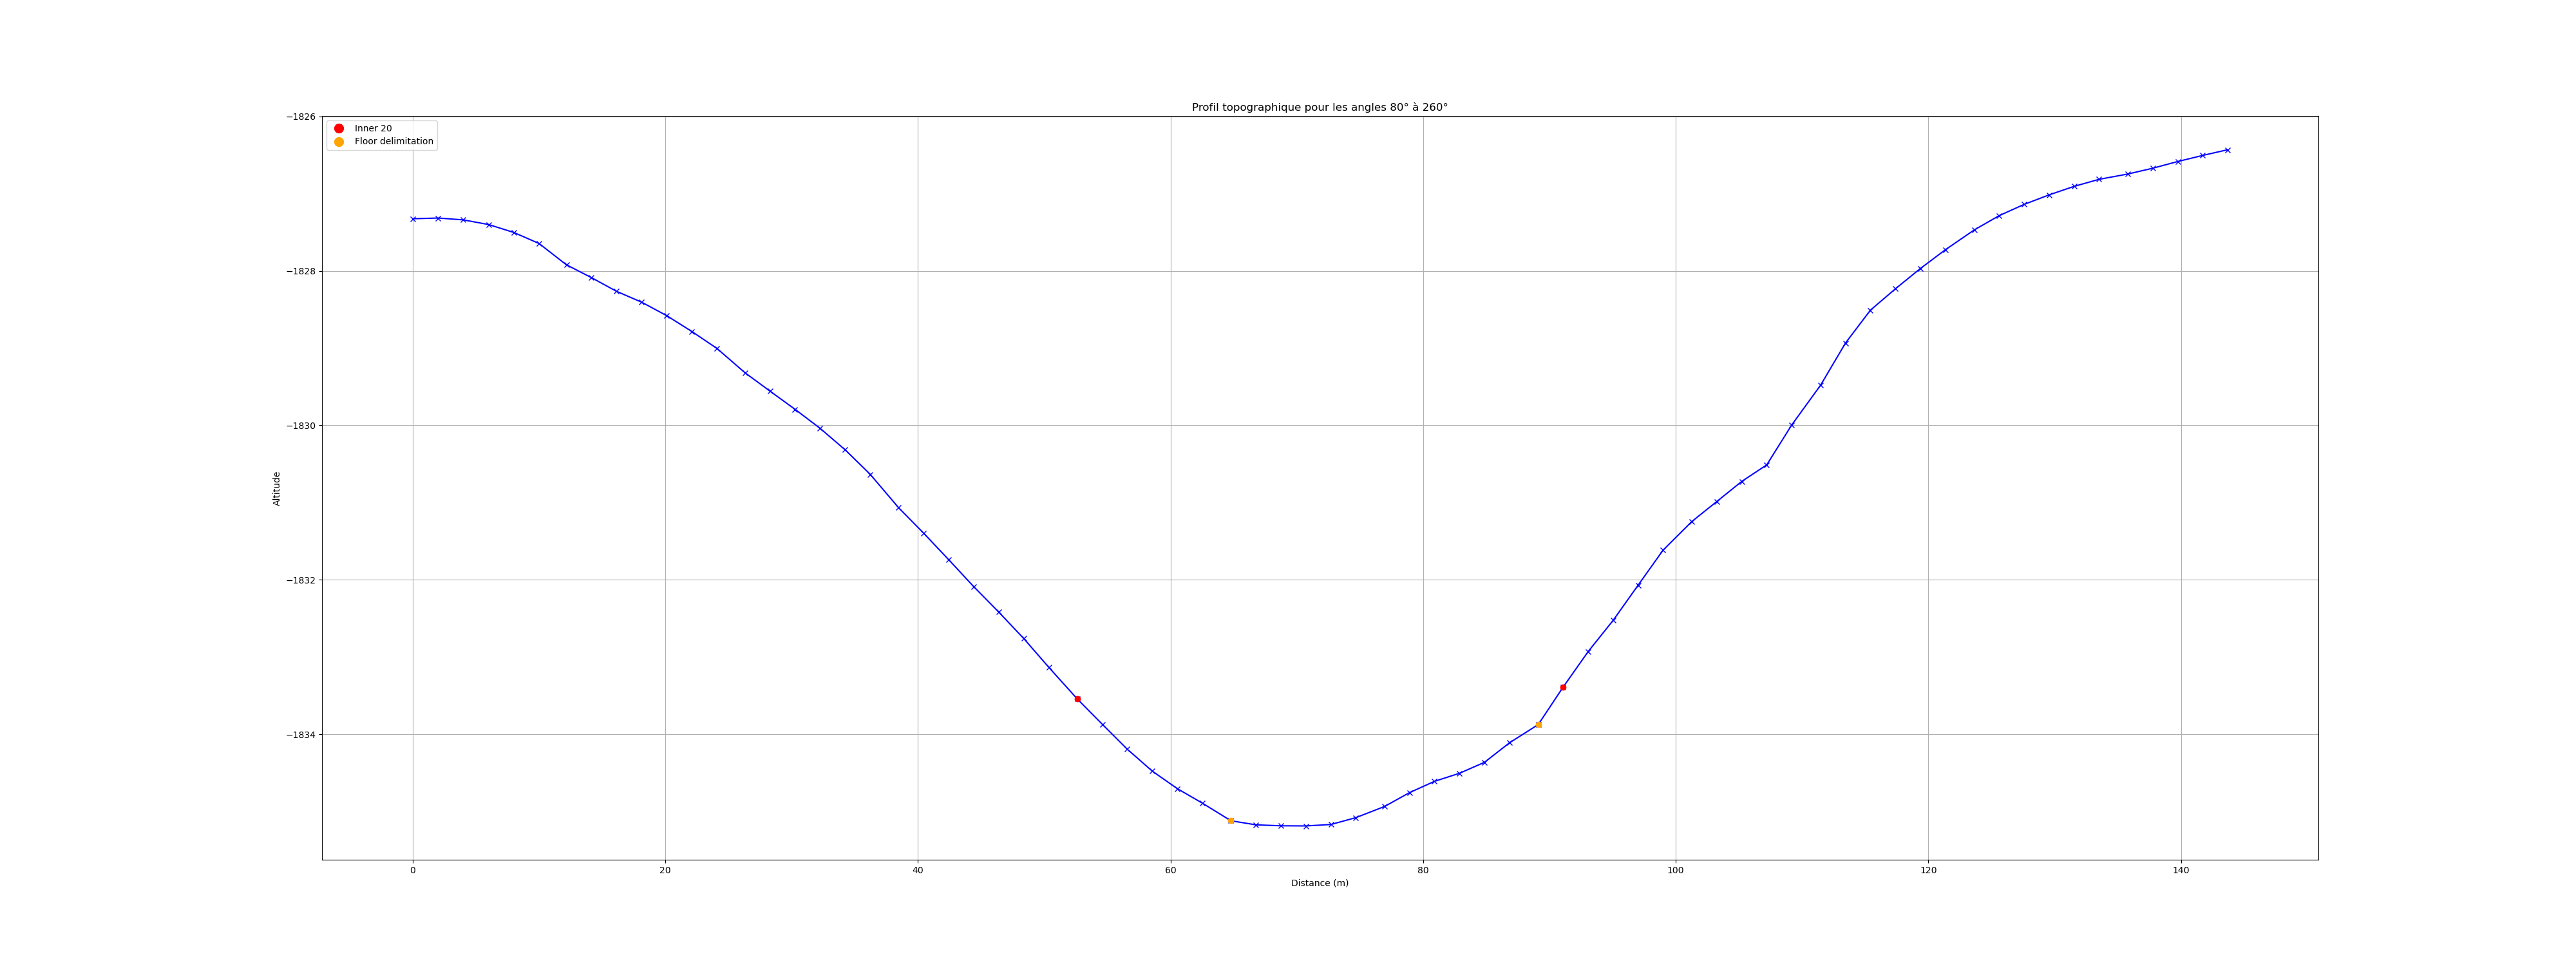 Profil topographique pour les angles 80° à 260°
Inner 20
Floor delimitation
Altitude
−1826
−1828
−1830
−1832
−1834
0 20 40 60 80 100 120 140
Distance (m)